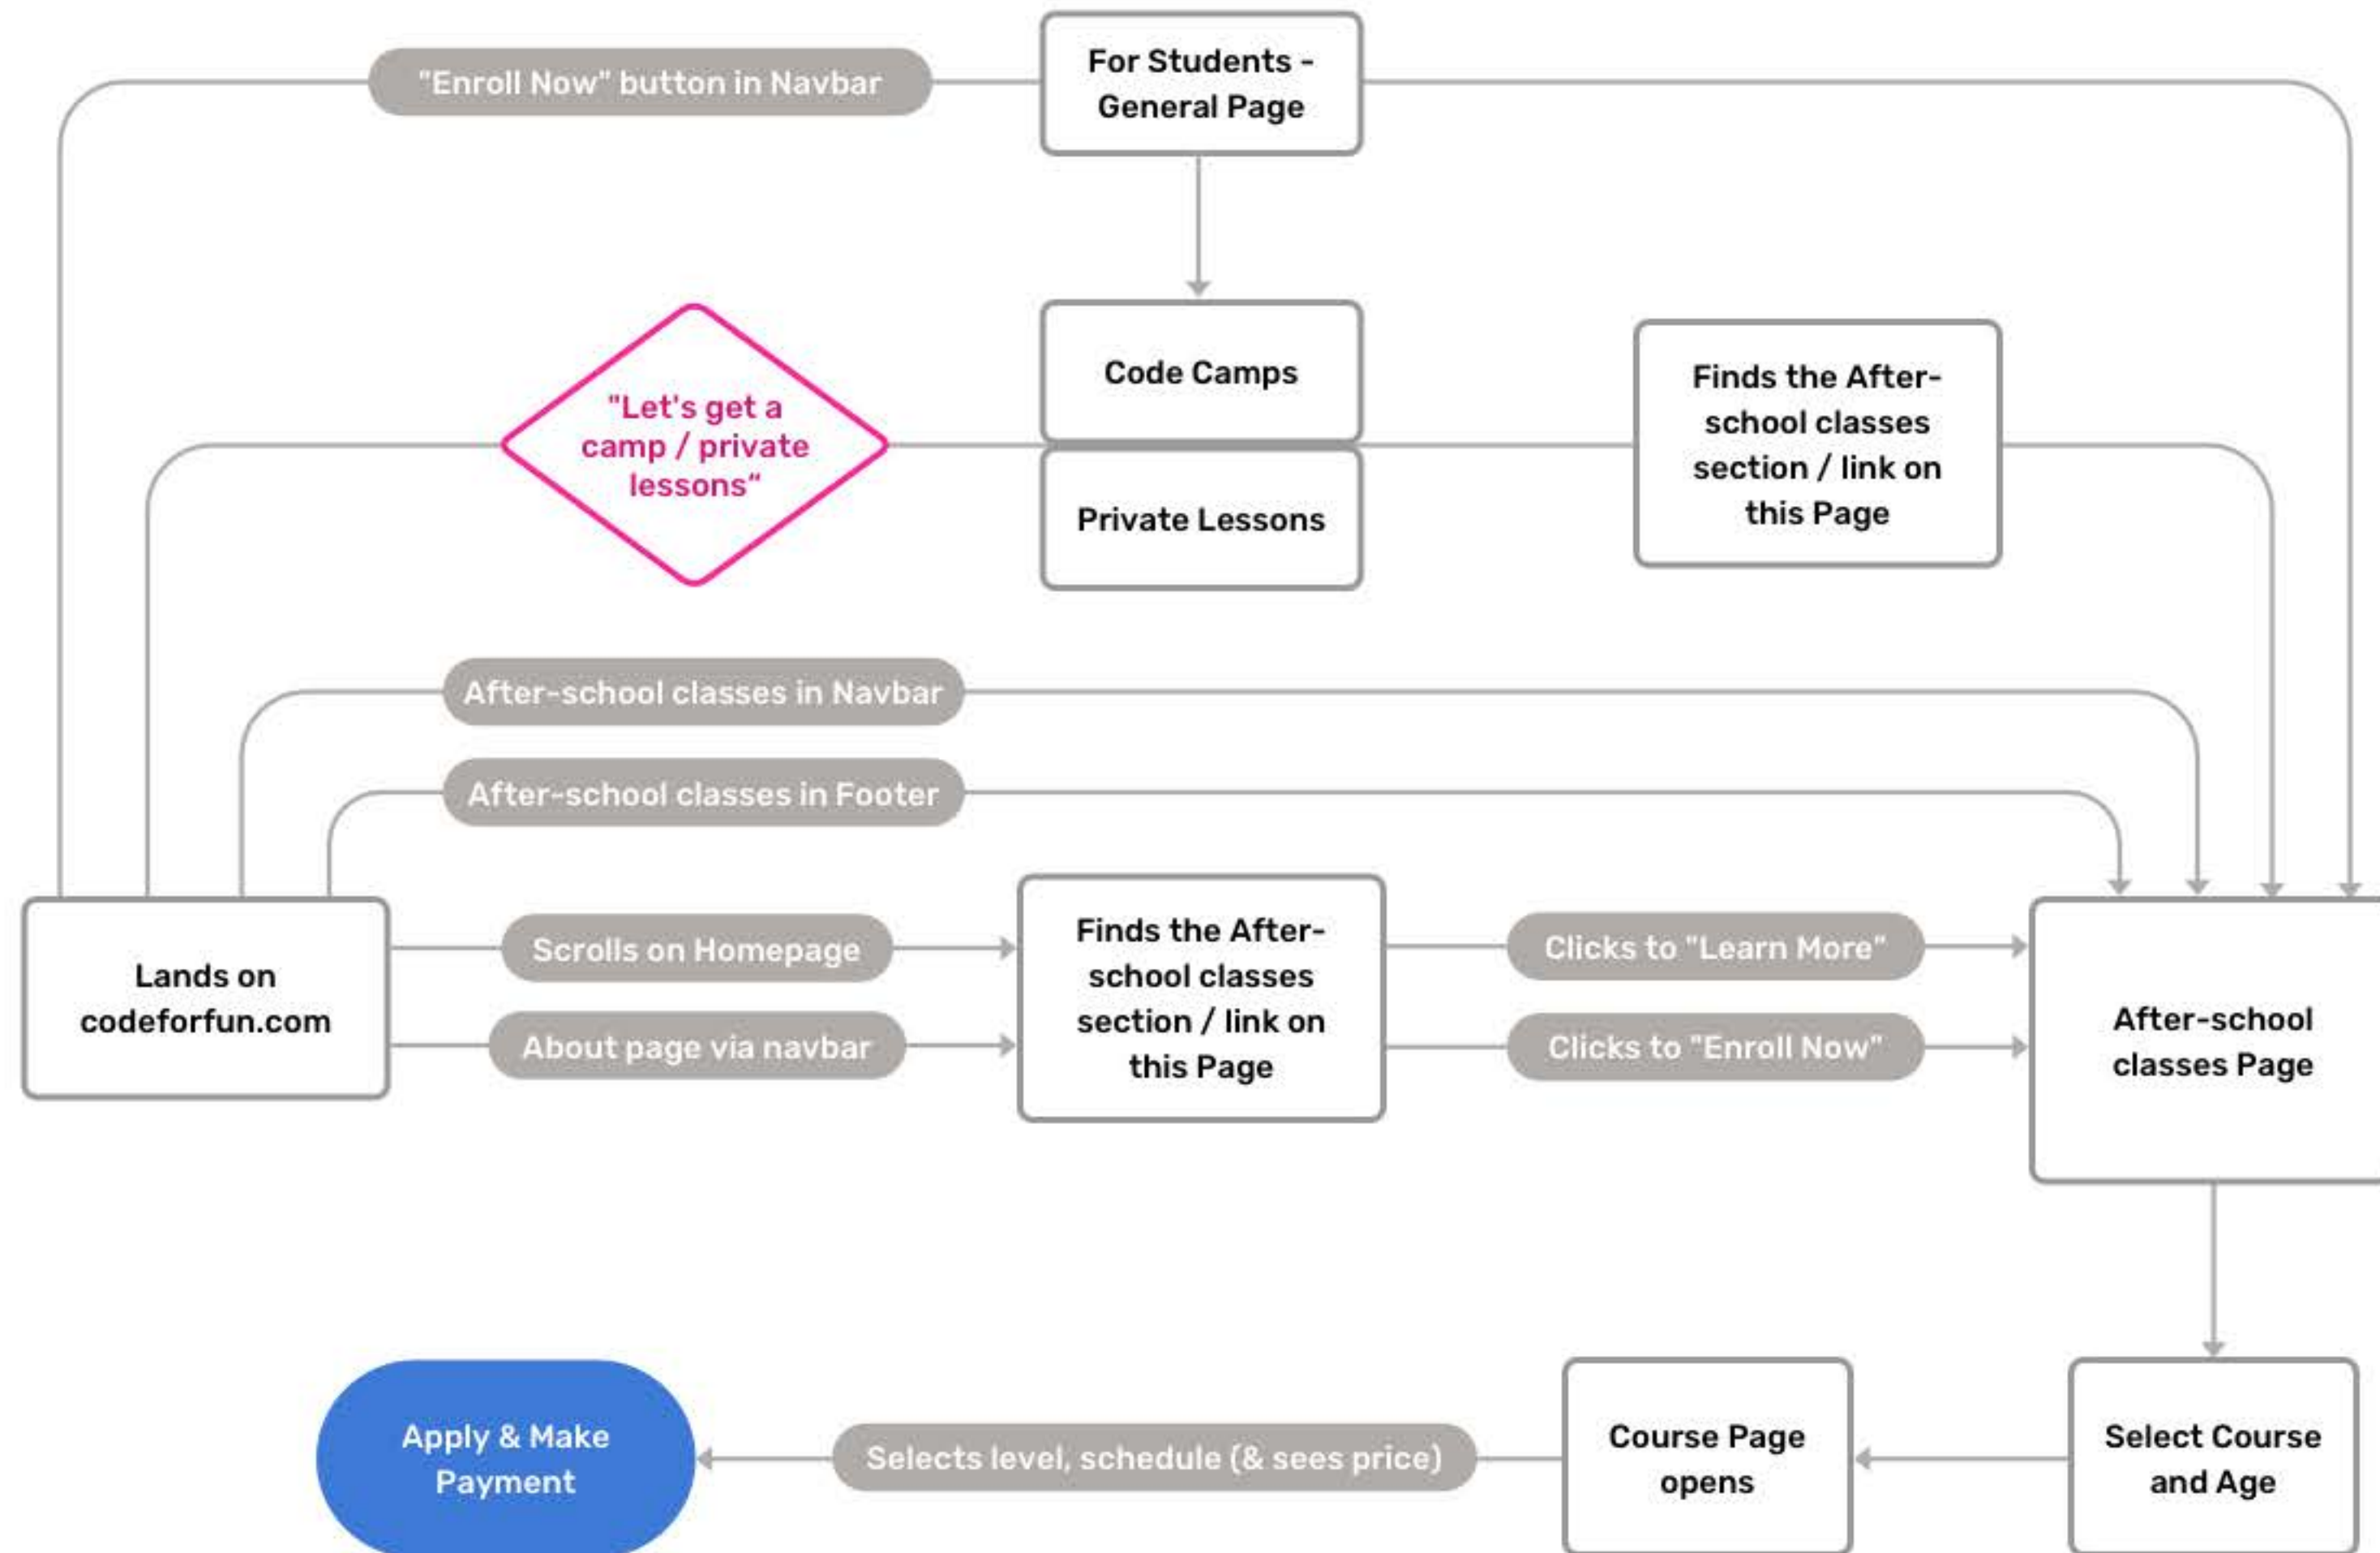 "Enroll Now" button in Navbar
For Students -
General Page
"Let's get a
camp / private
lessons“
Code Camps
Private Lessons
Finds the After-
school classes
section / link on
this Page
After-school classes in Navbar
After-school classes in Footer
Lands on
codeforfun.com
Scrolls on Homepage
About page via navbar
Finds the After-
school classes
section / link on
this Page
Clicks to "Learn More"
Clicks to "Enroll Now"
After-school
classes Page
Apply & Make
Payment
Selects level, schedule (& sees price)
Course Page
opens
Select Course
and Age